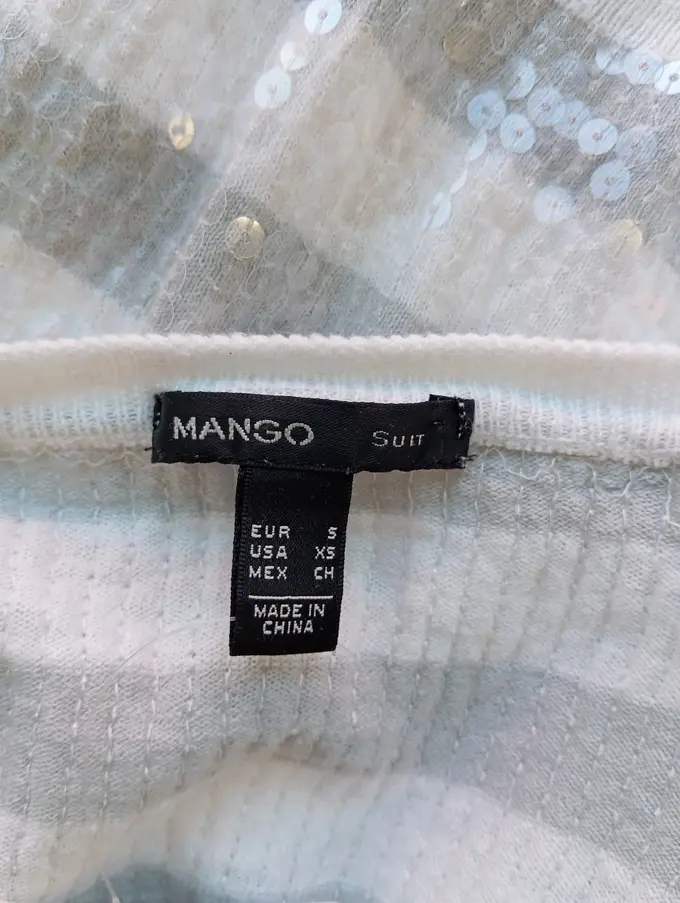 MANGO SUIT
EUR S
USA XS
MEX CH
MADE IN
CHINA